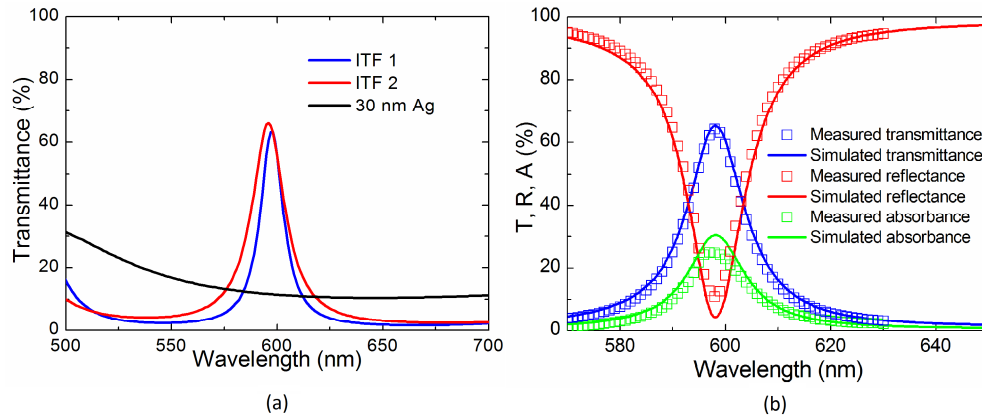 Transmittance (%)
100
80
60
40
20
0
500
550
600
650
700
Wavelength (nm)
ITF 1
ITF 2
30 nm Ag
(a)
T, R, A (%)
100
80
60
40
20
0
580
600
620
640
Wavelength (nm)
Measured transmittance
Simulated transmittance
Measured reflectance
Simulated reflectance
Measured absorbance
Simulated absorbance
(b)